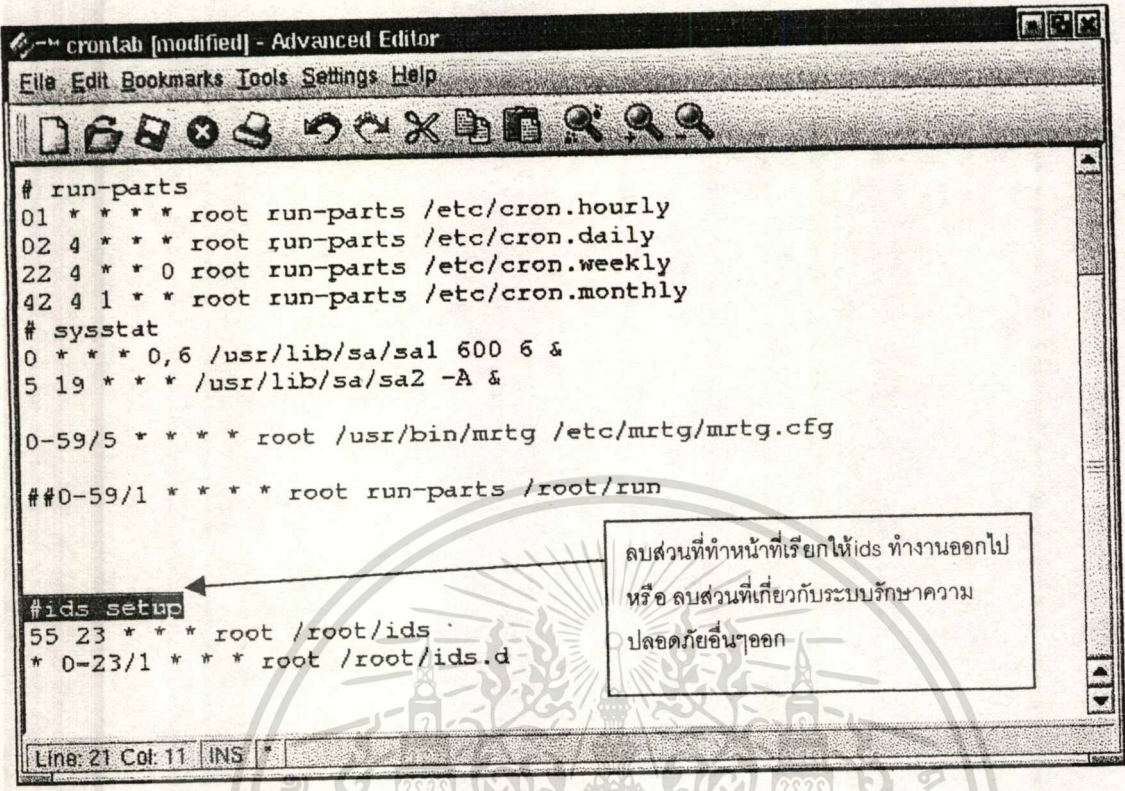 crontab [modified] - Advanced Editor
File Edit Bookmarks Tools Settings Help
# run-parts
01 * * * * root run-parts /etc/cron.hourly
02 4 * * * root run-parts /etc/cron.daily
22 4 * * 0 root run-parts /etc/cron.weekly
42 4 1 * * root run-parts /etc/cron.monthly
# sysstat
0 * * * 0,6 /usr/lib/sa/sa1 600 6 &
5 19 * * * /usr/lib/sa/sa2 -A &
0-59/5 * * * * root /usr/bin/mrtg /etc/mrtg/mrtg.cfg
##0-59/1 * * * * root run-parts /root/run
ลบส่วนที่ทำหน้าที่เรียกให้ids ทำงานออกไป
หรือ ลบส่วนที่เกี่ยวกับระบบรักษาความ
ปลอดภัยอื่นๆออก
#ids setup
55 23 * * * root /root/ids
* 0-23/1 * * * root /root/ids.d
Line: 21 Col: 11 INS *